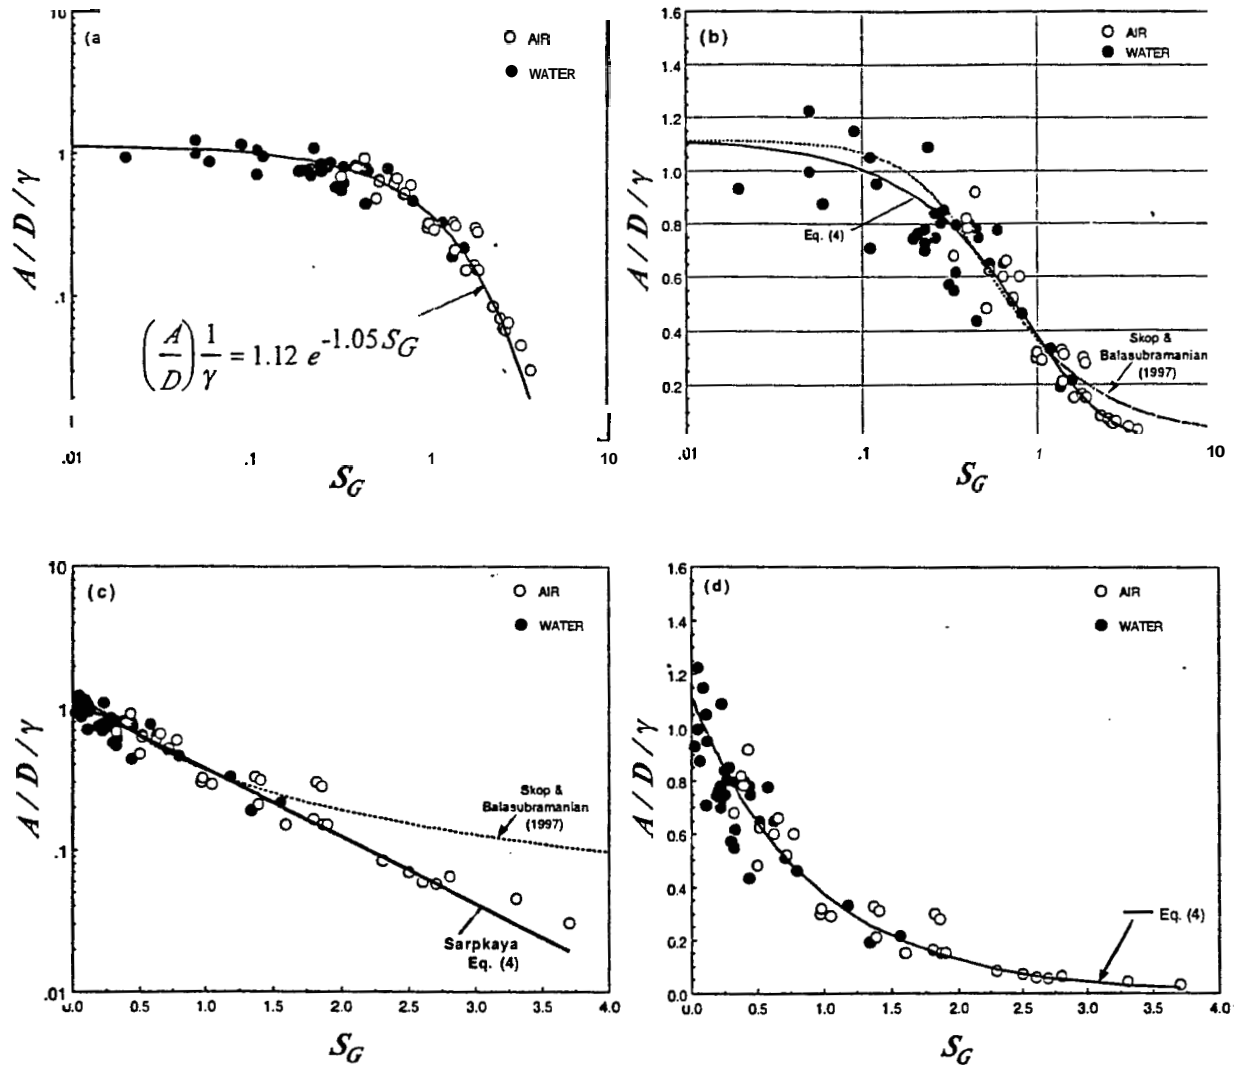 (a
AIR
WATER
10
1
.1
A / D / γ
(A/D) 1/γ = 1.12 e^-1.05 S_G
.01
.1
1
10
S_G
(b)
AIR
WATER
1.6
1.4
1.2
1.0
0.8
0.6
0.4
0.2
A / D / γ
Eq. (4)
Skop &
Balasubramanian
(1997)
.01
.1
1
10
S_G
(c)
AIR
WATER
10
1
.1
.01
A / D / γ
Skop &
Balasubramanian
(1997)
Sarpkaya
Eq. (4)
0.0
0.5
1.0
1.5
2.0
2.5
3.0
3.5
4.0
S_G
(d)
AIR
WATER
1.6
1.4
1.2
1.0
0.8
0.6
0.4
0.2
0.0
A / D / γ
Eq. (4)
0.0
0.5
1.0
1.5
2.0
2.5
3.0
3.5
4.0
S_G